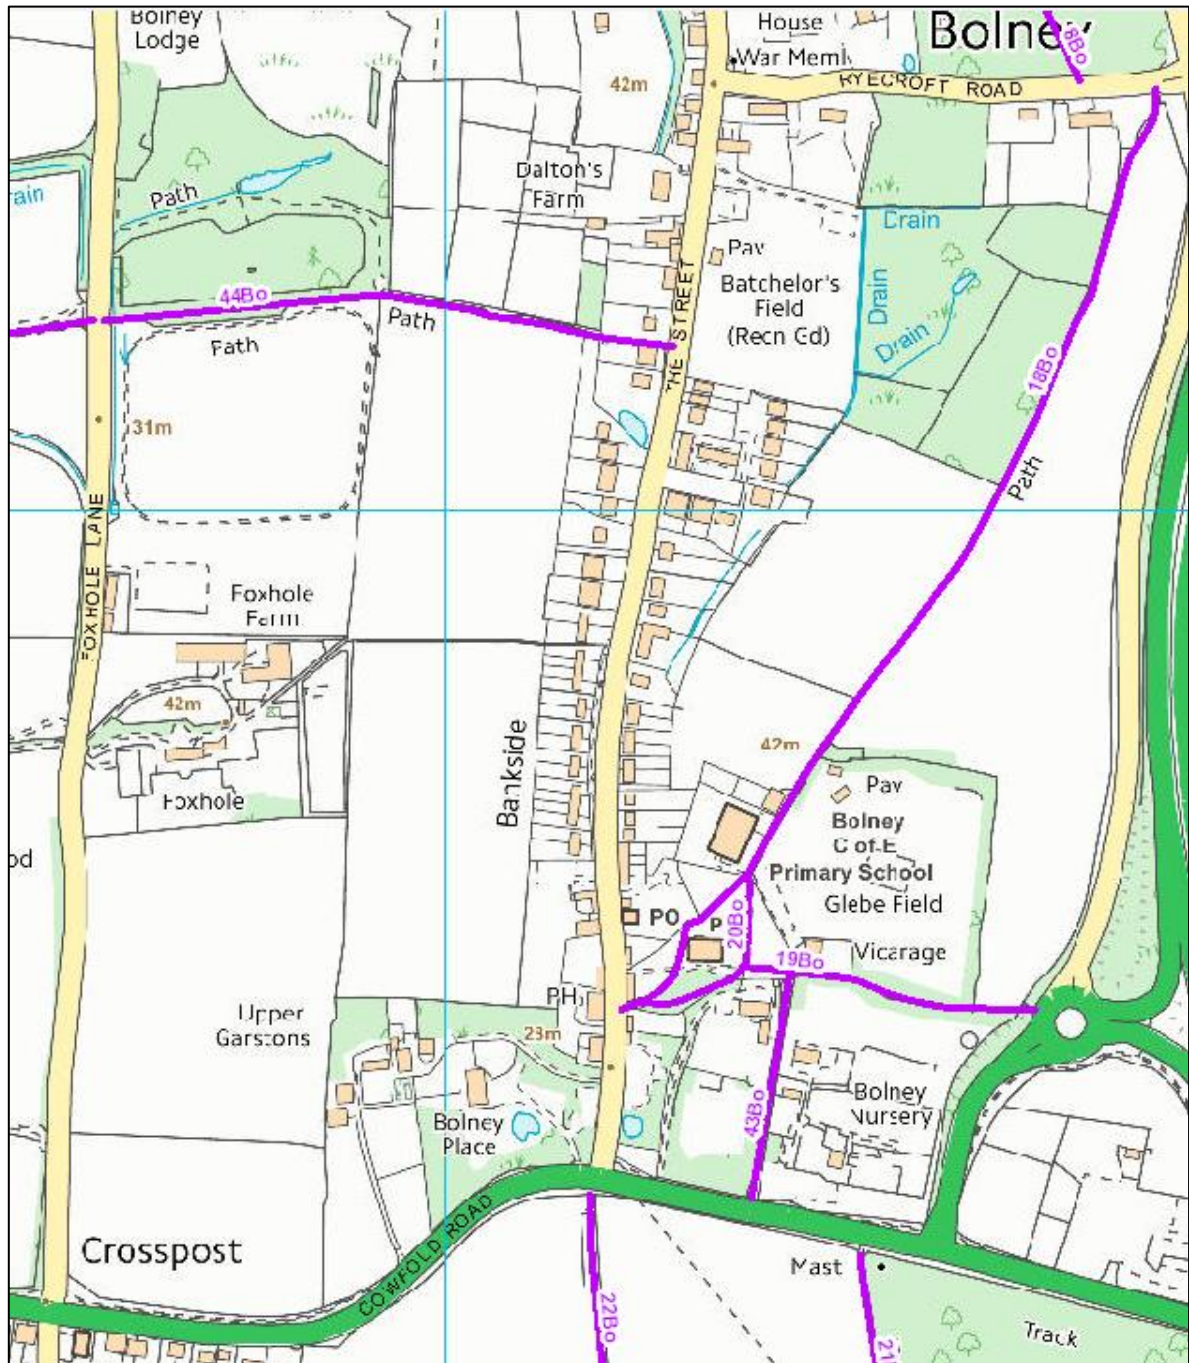 Bolney
Lodge
House
War Meml
Bolney
8Bo
RYECROFT ROAD
42m
Dalton's
Farm
Path
Drain
Pav
Batchelor's
Field
(Recn Gd)
Drain
Drain
THE STREET
44Bo
Path
Path
18Bo
Path
31m
FOXHOLE LANE
Foxhole
Farm
42m
Foxhole
Bankside
42m
Pav
Bolney
C of E
Primary School
Glebe Field
PO
P
20Bo
19Bo
Vicarage
PH
Upper
Garstons
23m
Bolney
Place
43Bo
Bolney
Nursery
Crosspost
COWFOLD ROAD
22Bo
Mast
Track